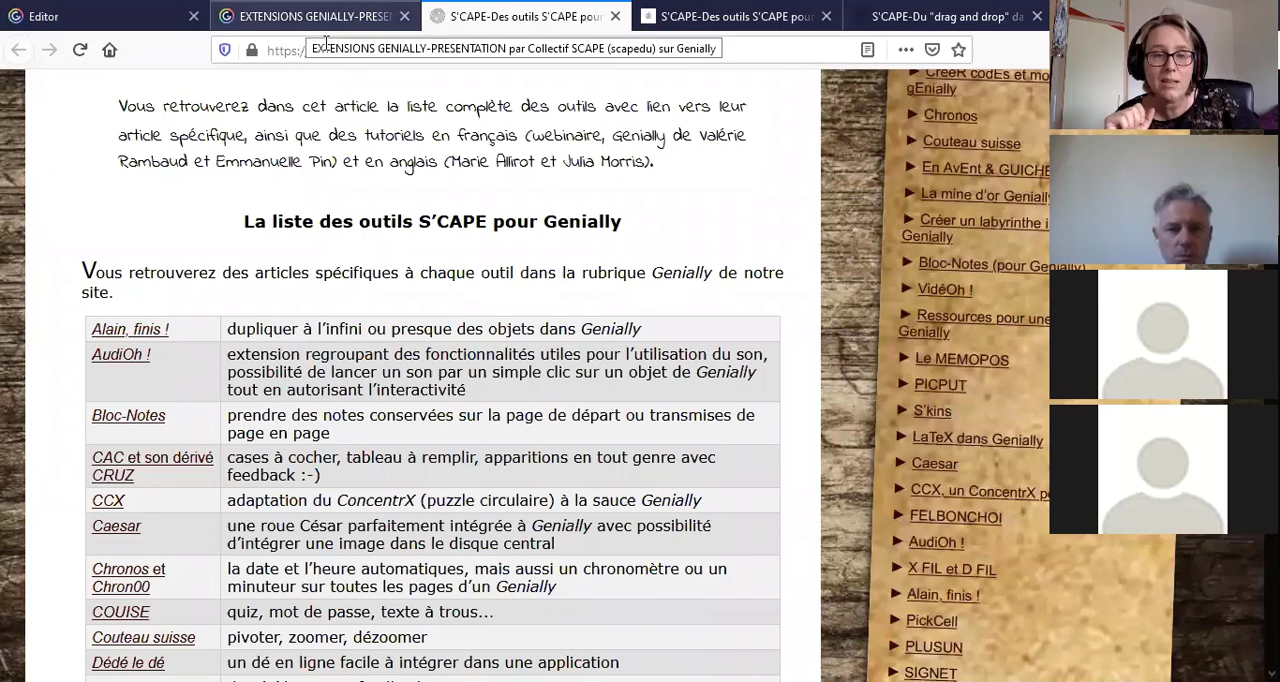 Editor
EXTENSIONS GENIALLY-PRESE
S'CAPE-Des outils S'CAPE pour
S'CAPE-Des outils S'CAPE pour
S'CAPE-Du "drag and drop" da
https:/
EXTENSIONS GENIALLY-PRESENTATION par Collectif SCAPE (scapedu) sur Genially
Vous retrouverez dans cet article la liste complète des outils avec lien vers leur
article spécifique, ainsi que des tutoriels en français (webinaire, Genially de Valérie
Rambaud et Emmanuelle Pin) et en anglais (Marie Allirot et Julia Morris).
La liste des outils S'CAPE pour Genially
Vous retrouverez des articles spécifiques à chaque outil dans la rubrique Genially de notre
site.
Alain, finis ! dupliquer à l'infini ou presque des objets dans Genially
AudiOh ! extension regroupant des fonctionnalités utiles pour l'utilisation du son,
possibilité de lancer un son par un simple clic sur un objet de Genially
tout en autorisant l'interactivité
Bloc-Notes prendre des notes conservées sur la page de départ ou transmises de
page en page
CAC et son dérivé cases à cocher, tableau à remplir, apparitions en tout genre avec
CRUZ feedback :-)
CCX adaptation du ConcentrX (puzzle circulaire) à la sauce Genially
Caesar une roue César parfaitement intégrée à Genially avec possibilité
d'intégrer une image dans le disque central
Chronos et la date et l'heure automatiques, mais aussi un chronomètre ou un
Chron00 minuteur sur toutes les pages d'un Genially
COUISE quiz, mot de passe, texte à trous...
Couteau suisse pivoter, zoomer, dézoomer
Dédé le dé un dé en ligne facile à intégrer dans une application
CréeR codEs et mo
gEnially
► Chronos
► Couteau suisse
► En AvEnt & GUICHE
► La mine d'or Genially
► Créer un labyrinthe i
Genially
► Bloc-Notes (pour Genially)
► VidéOh !
► Ressources pour une
Genially
► Le MEMOPOS
► PICPUT
► S'kins
► LaTeX dans Genially
► Caesar
► CCX, un ConcentrX p
► FELBONCHOI
► AudiOh !
► X FIL et D FIL
► Alain, finis !
► PickCell
► PLUSUN
► SIGNET